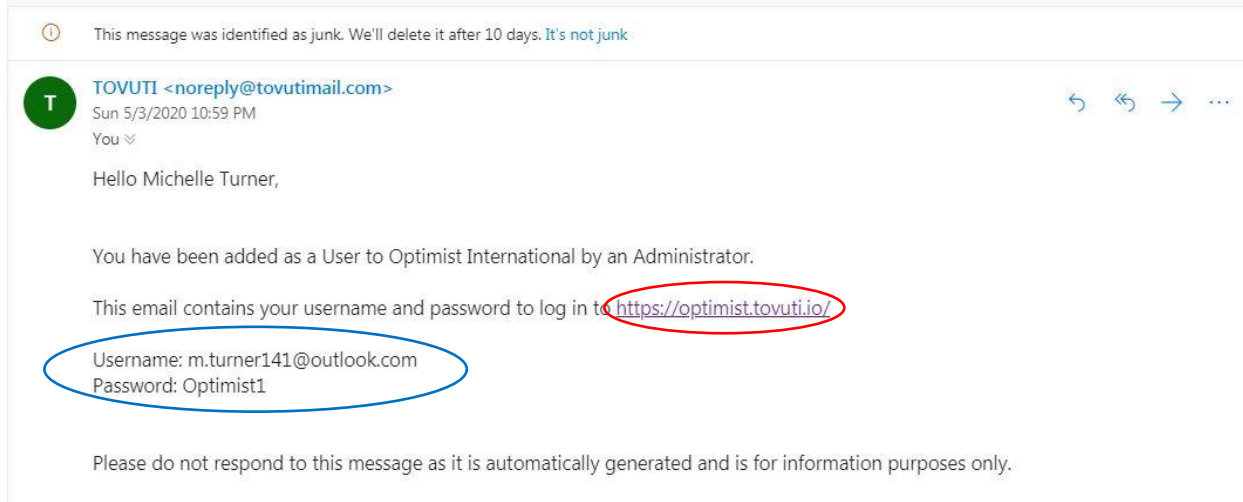 This message was identified as junk. We'll delete it after 10 days. It's not junk
T
TOVUTI <noreply@tovutimail.com>
Sun 5/3/2020 10:59 PM
You
Hello Michelle Turner,
You have been added as a User to Optimist International by an Administrator.
This email contains your username and password to log in to https://optimist.tovuti.io/
Username: m.turner141@outlook.com
Password: Optimist1
Please do not respond to this message as it is automatically generated and is for information purposes only.